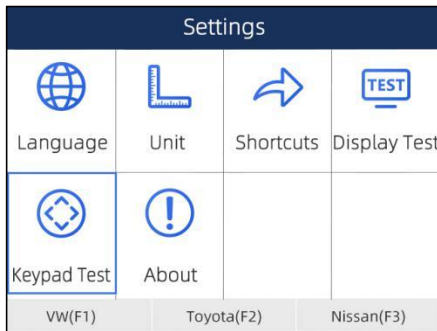 Settings
TEST
Language Unit Shortcuts Display Test
Keypad Test About
VW(F1) Toyota(F2) Nissan(F3)